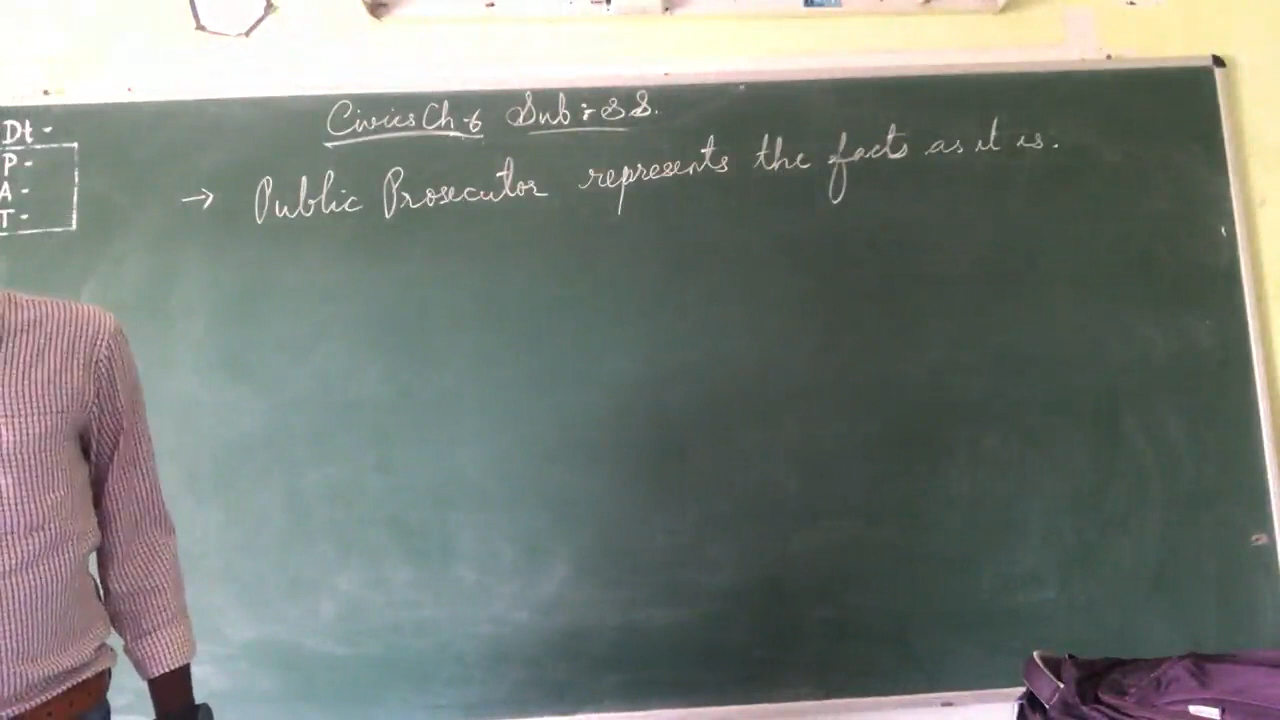 Civics Ch-6 Sub : S S.
Dt -
P -
A -
T -
→ Public Prosecutor represents the facts as it is.